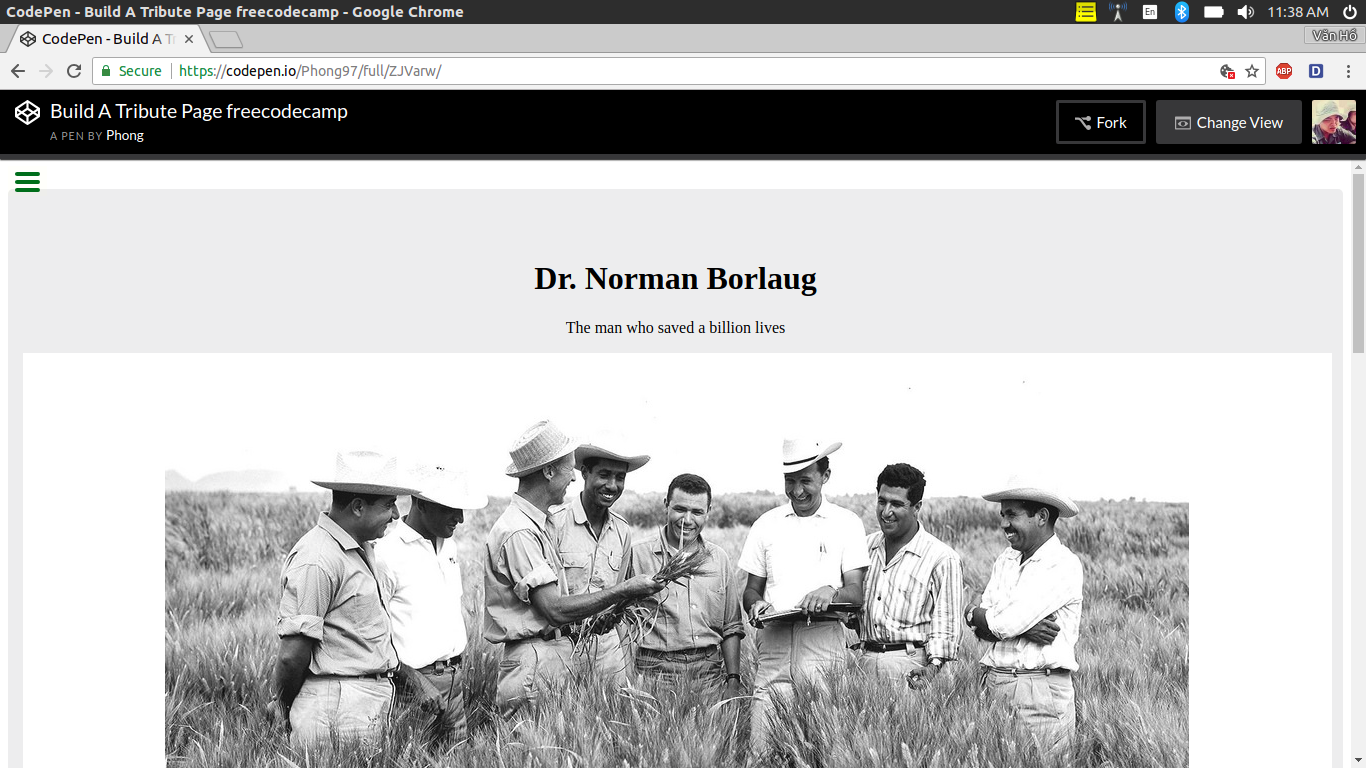 CodePen - Build A Tribute Page freecodecamp - Google Chrome
En
11:38 AM
CodePen - Build A Tr
Văn Hồ
Secure
https://codepen.io/Phong97/full/ZJVarw/
ABP
D
Build A Tribute Page freecodecamp
A PEN BY Phong
Fork
Change View
Dr. Norman Borlaug
The man who saved a billion lives